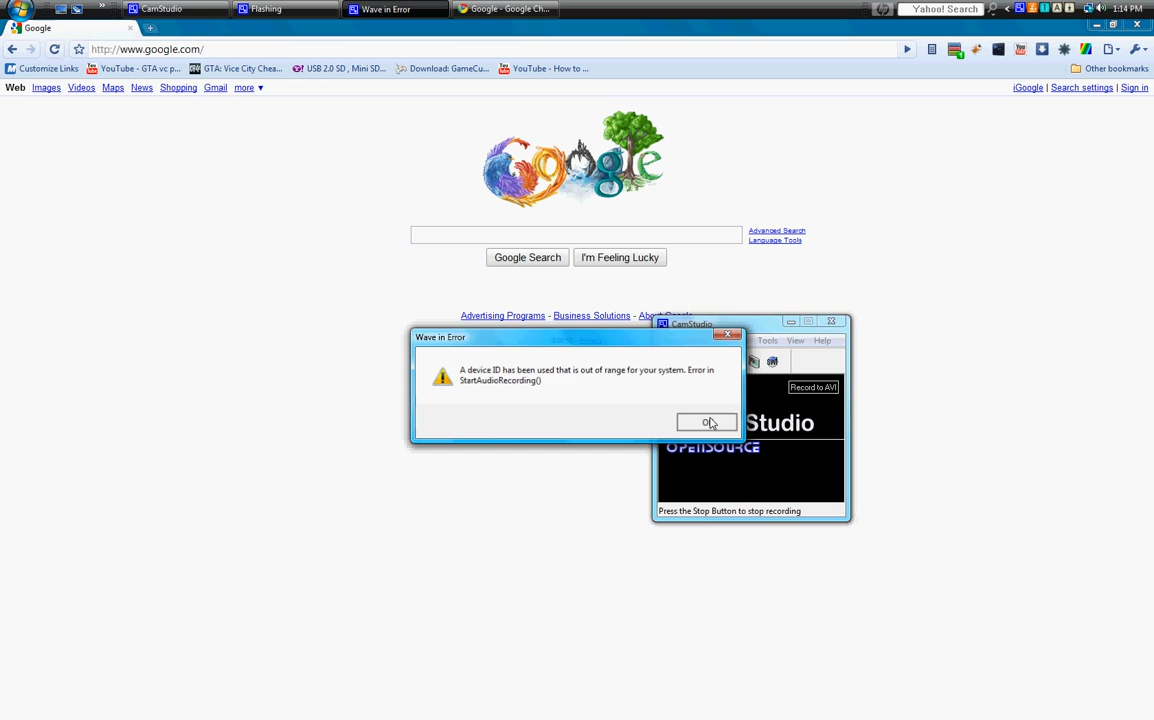 CamStudio
Flashing
Wave in Error
Google - Google Ch...
Yahoo! Search
1:14 PM
Google
http://www.google.com/
Customize Links
YouTube - GTA vc p...
GTA: Vice City Chea...
USB 2.0 SD , Mini SD...
Download: GameCu...
YouTube - How to ...
Other bookmarks
Web Images Videos Maps News Shopping Gmail more ▼
iGoogle | Search settings | Sign in
Google
Advanced Search
Language Tools
Google Search
I'm Feeling Lucky
Advertising Programs - Business Solutions -
CamStudio
Wave in Error
Tools View Help
A device ID has been used that is out of range for your system. Error in
StartAudioRecording()
Record to AVI
Studio
OPENSOURCE
Press the Stop Button to stop recording